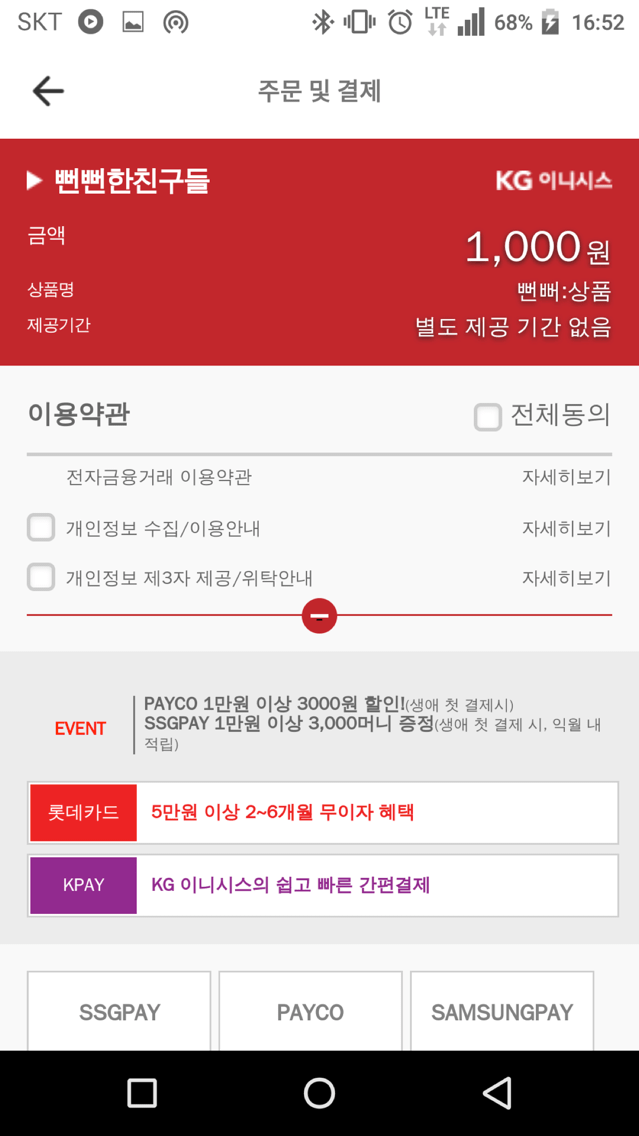 SKT LTE 68% 16:52
주문 및 결제
뻔뻔한친구들 KG 이니시스
금액 1,000원
상품명 뻔뻐:상품
제공기간 별도 제공 기간 없음
이용약관 전체동의
전자금융거래 이용약관 자세히보기
개인정보 수집/이용안내 자세히보기
개인정보 제3자 제공/위탁안내 자세히보기
PAYCO 1만원 이상 3000원 할인!(생애 첫 결제시)
EVENT SSGPAY 1만원 이상 3,000머니 증정(생애 첫 결제 시, 익월 내
적립)
롯데카드 5만원 이상 2~6개월 무이자 혜택
KPAY KG 이니시스의 쉽고 빠른 간편결제
SSGPAY PAYCO SAMSUNGPAY